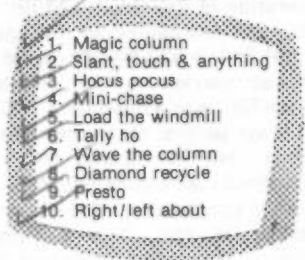 1. Magic column
2. Slant, touch & anything
3. Hocus pocus
4. Mini-chase
5. Load the windmill
6. Tally ho
7. Wave the column
8. Diamond recycle
9. Presto
10. Right/left about